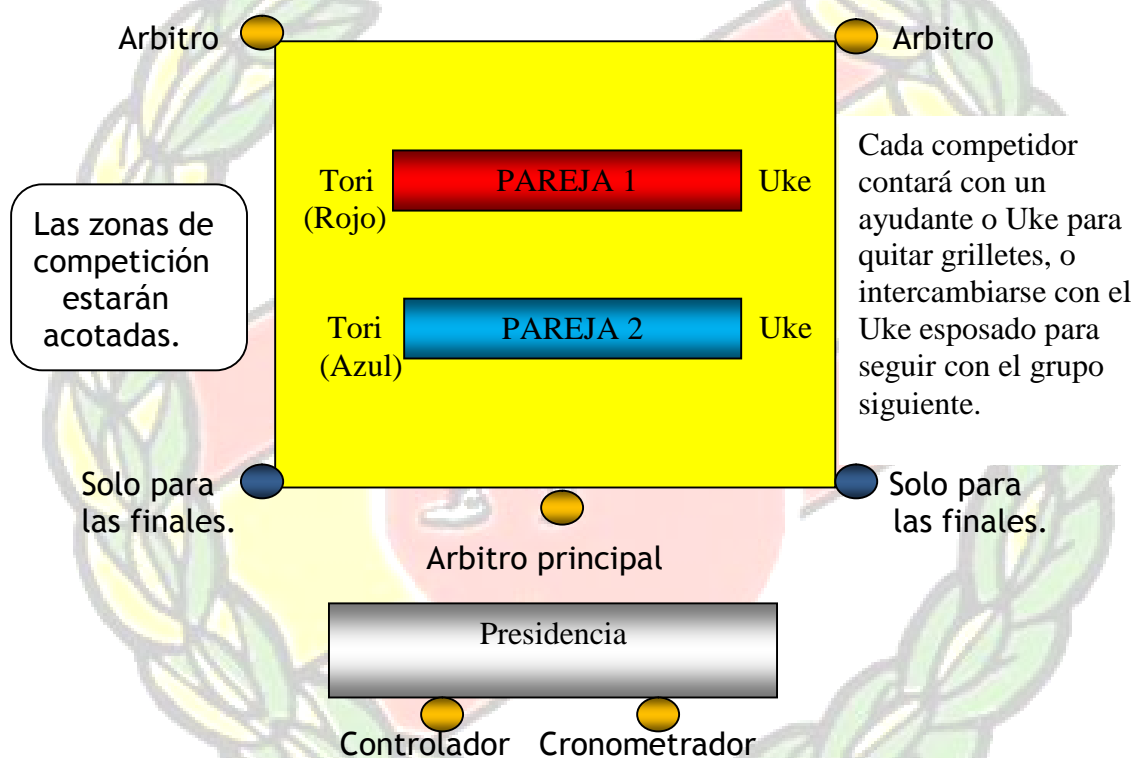 Arbitro
Arbitro
Tori
(Rojo)
PAREJA 1
Uke
Cada competidor
contará con un
ayudante o Uke para
quitar grilletes, o
intercambiarse con el
Uke esposado para
seguir con el grupo
siguiente.
Las zonas de
competición
estarán
acotadas.
Tori
(Azul)
PAREJA 2
Uke
Solo para
las finales.
Solo para
las finales.
Arbitro principal
Presidencia
Controlador
Cronometrador